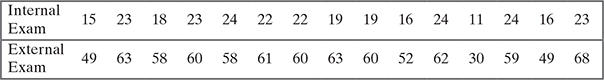 Internal Exam 15 23 18 23 24 22 22 19 19 16 24 11 24 16 23
External Exam 49 63 58 60 58 61 60 63 60 52 62 30 59 49 68